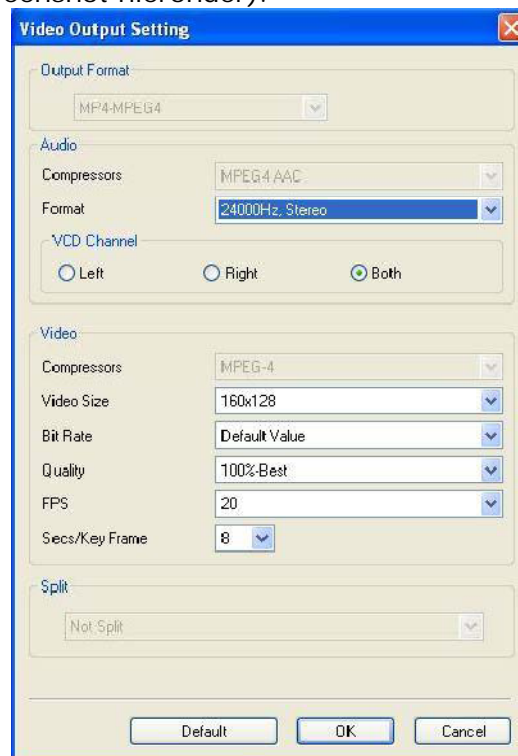 Video Output Setting
Output Format
MP4-MPEG4
Audio
Compressors MPEG4 AAC
Format 24000Hz, Stereo
VCD Channel
Left Right Both
Video
Compressors MPEG-4
Video Size 160x128
Bit Rate Default Value
Quality 100%-Best
FPS 20
Secs/Key Frame 8
Split
Not Split
Default OK Cancel